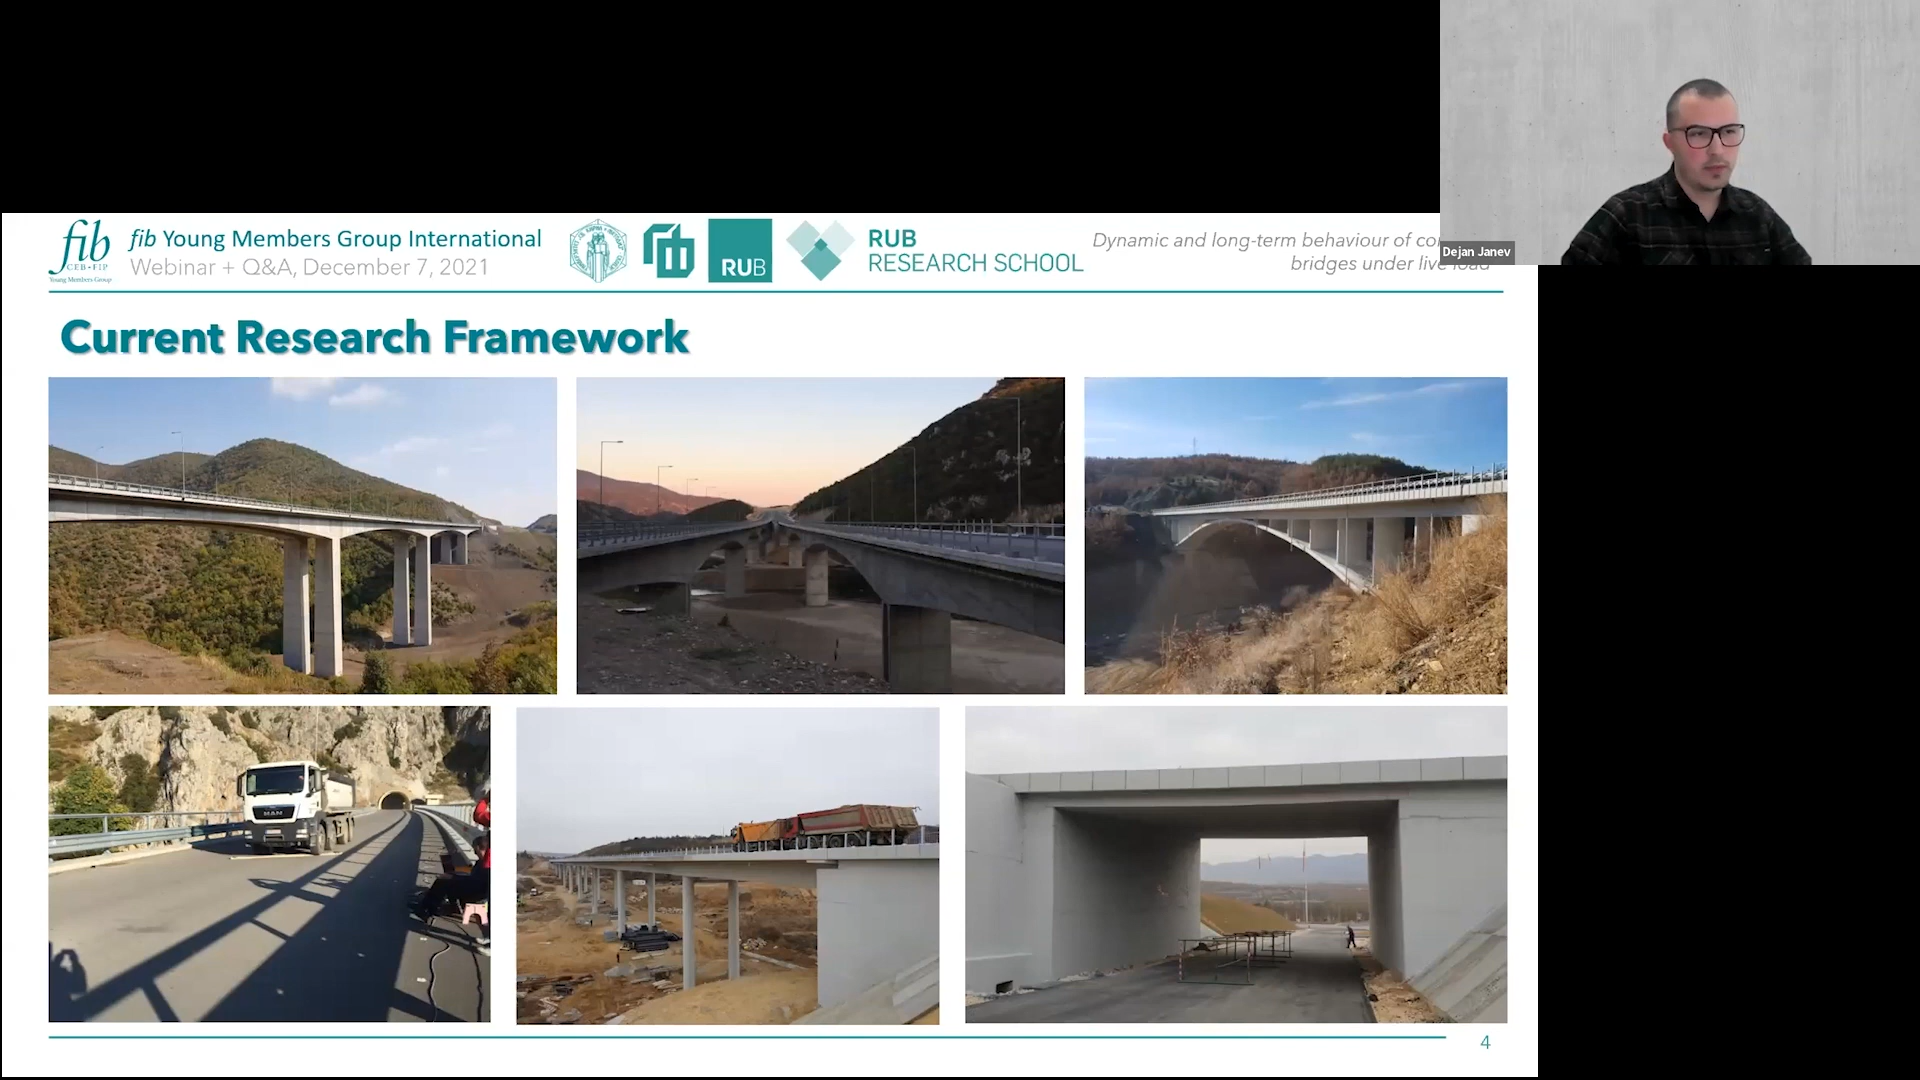 fib
CEB-FIP
Young Members Group
fib Young Members Group International
Webinar + Q&A, December 7, 2021
RUB
RUB
RESEARCH SCHOOL
Dynamic and long-term behaviour of
bridges under live load
Dejan Janev
Current Research Framework
MAN
4